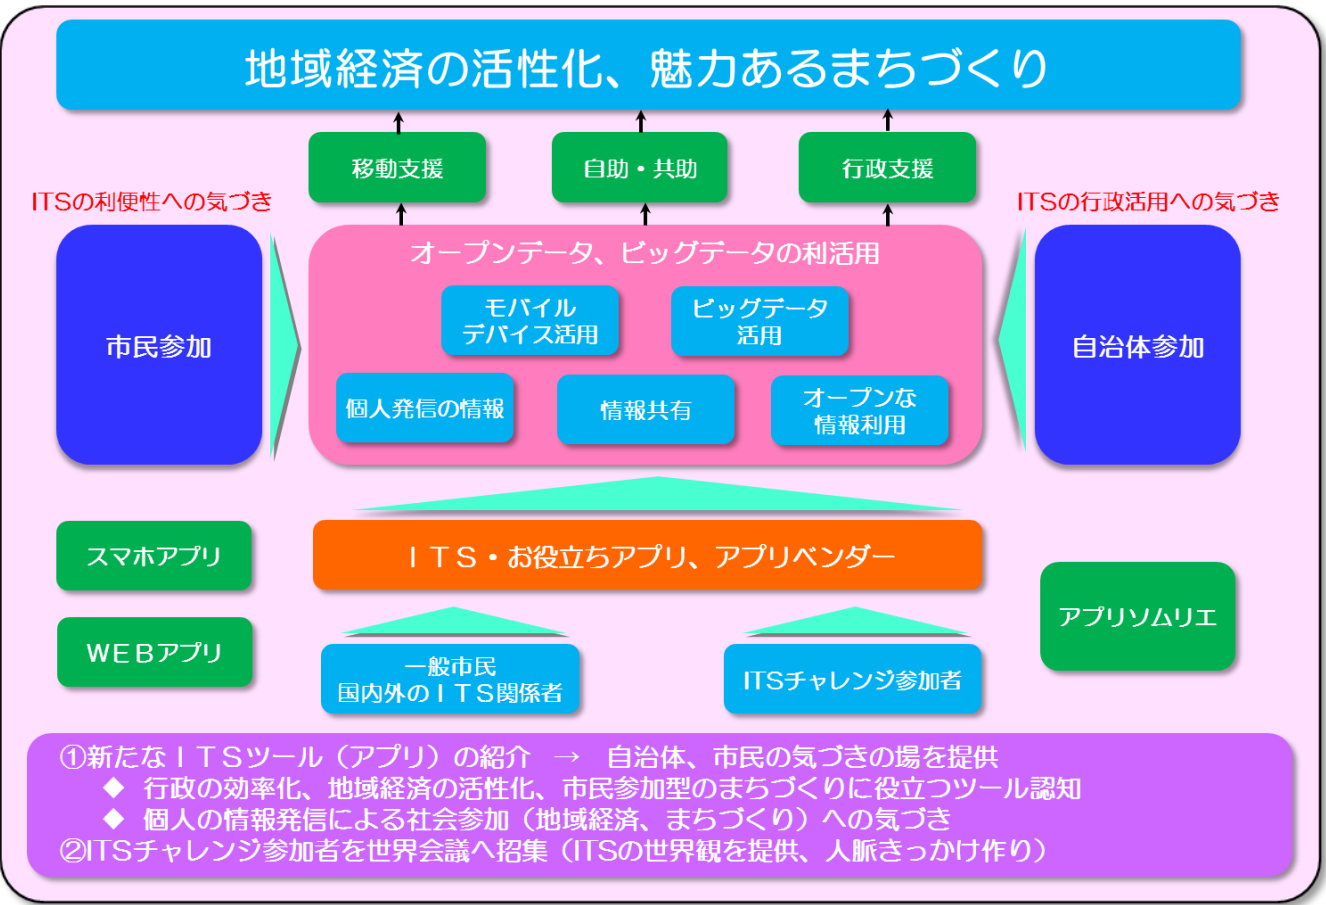 地域経済の活性化、魅力あるまちづくり
移動支援
自助・共助
行政支援
ITSの利便性への気づき
ITSの行政活用への気づき
オープンデータ、ビッグデータの利活用
モバイル
デバイス活用
ビッグデータ
活用
市民参加
自治体参加
個人発信の情報
情報共有
オープンな
情報利用
スマホアプリ
ＩＴＳ・お役立ちアプリ、アプリベンダー
アプリソムリエ
ＷＥＢアプリ
一般市民
国内外のＩＴＳ関係者
ITSチャレンジ参加者
①新たなＩＴＳツール（アプリ）の紹介　→　自治体、市民の気づきの場を提供
◆ 行政の効率化、地域経済の活性化、市民参加型のまちづくりに役立つツール認知
◆ 個人の情報発信による社会参加（地域経済、まちづくり）への気づき
②ITSチャレンジ参加者を世界会議へ招集（ITSの世界観を提供、人脈きっかけ作り）